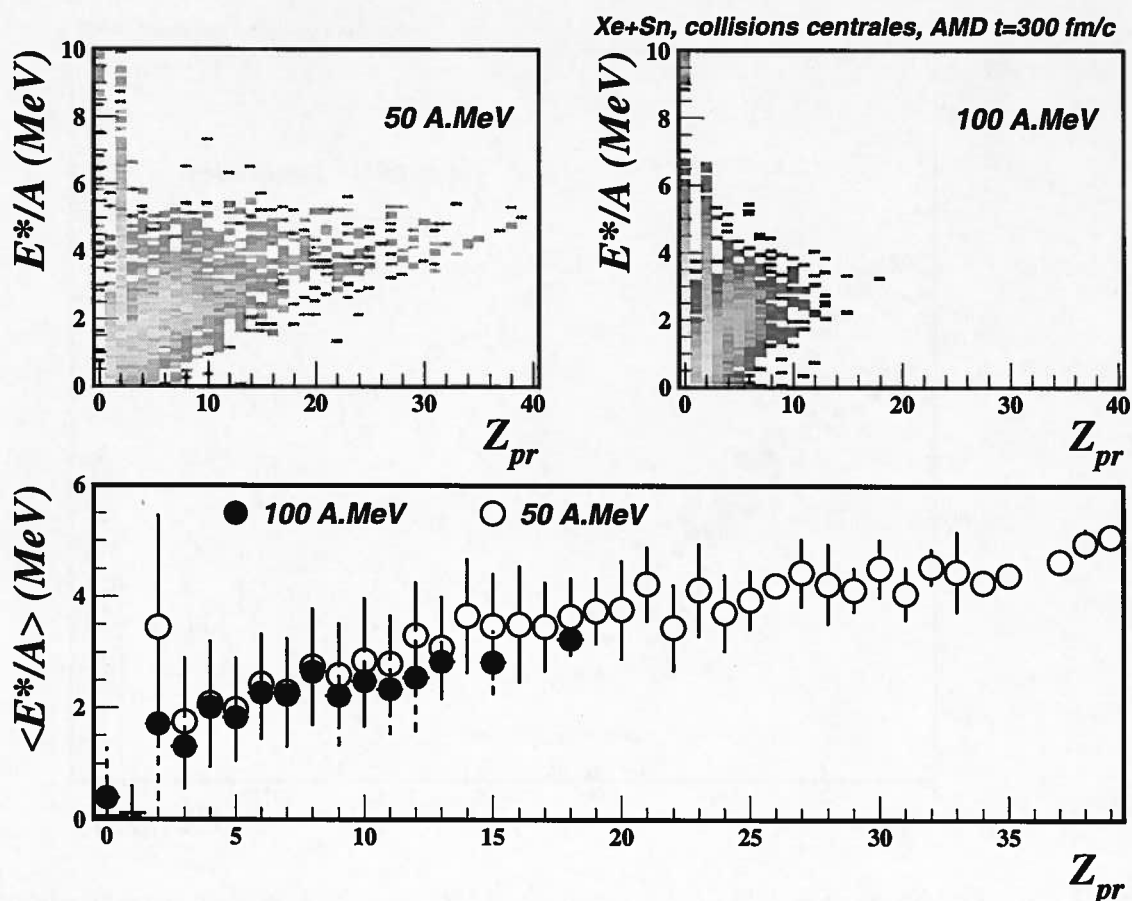 Xe+Sn, collisions centrales, AMD t=300 fm/c
E*/A (MeV)
10
8
6
4
2
0
50 A.MeV
0 10 20 30 40
Z_pr
E*/A (MeV)
10
8
6
4
2
0
100 A.MeV
0 10 20 30 40
Z_pr
<E*/A> (MeV)
6
4
2
0
100 A.MeV 50 A.MeV
0 5 10 15 20 25 30 35
Z_pr